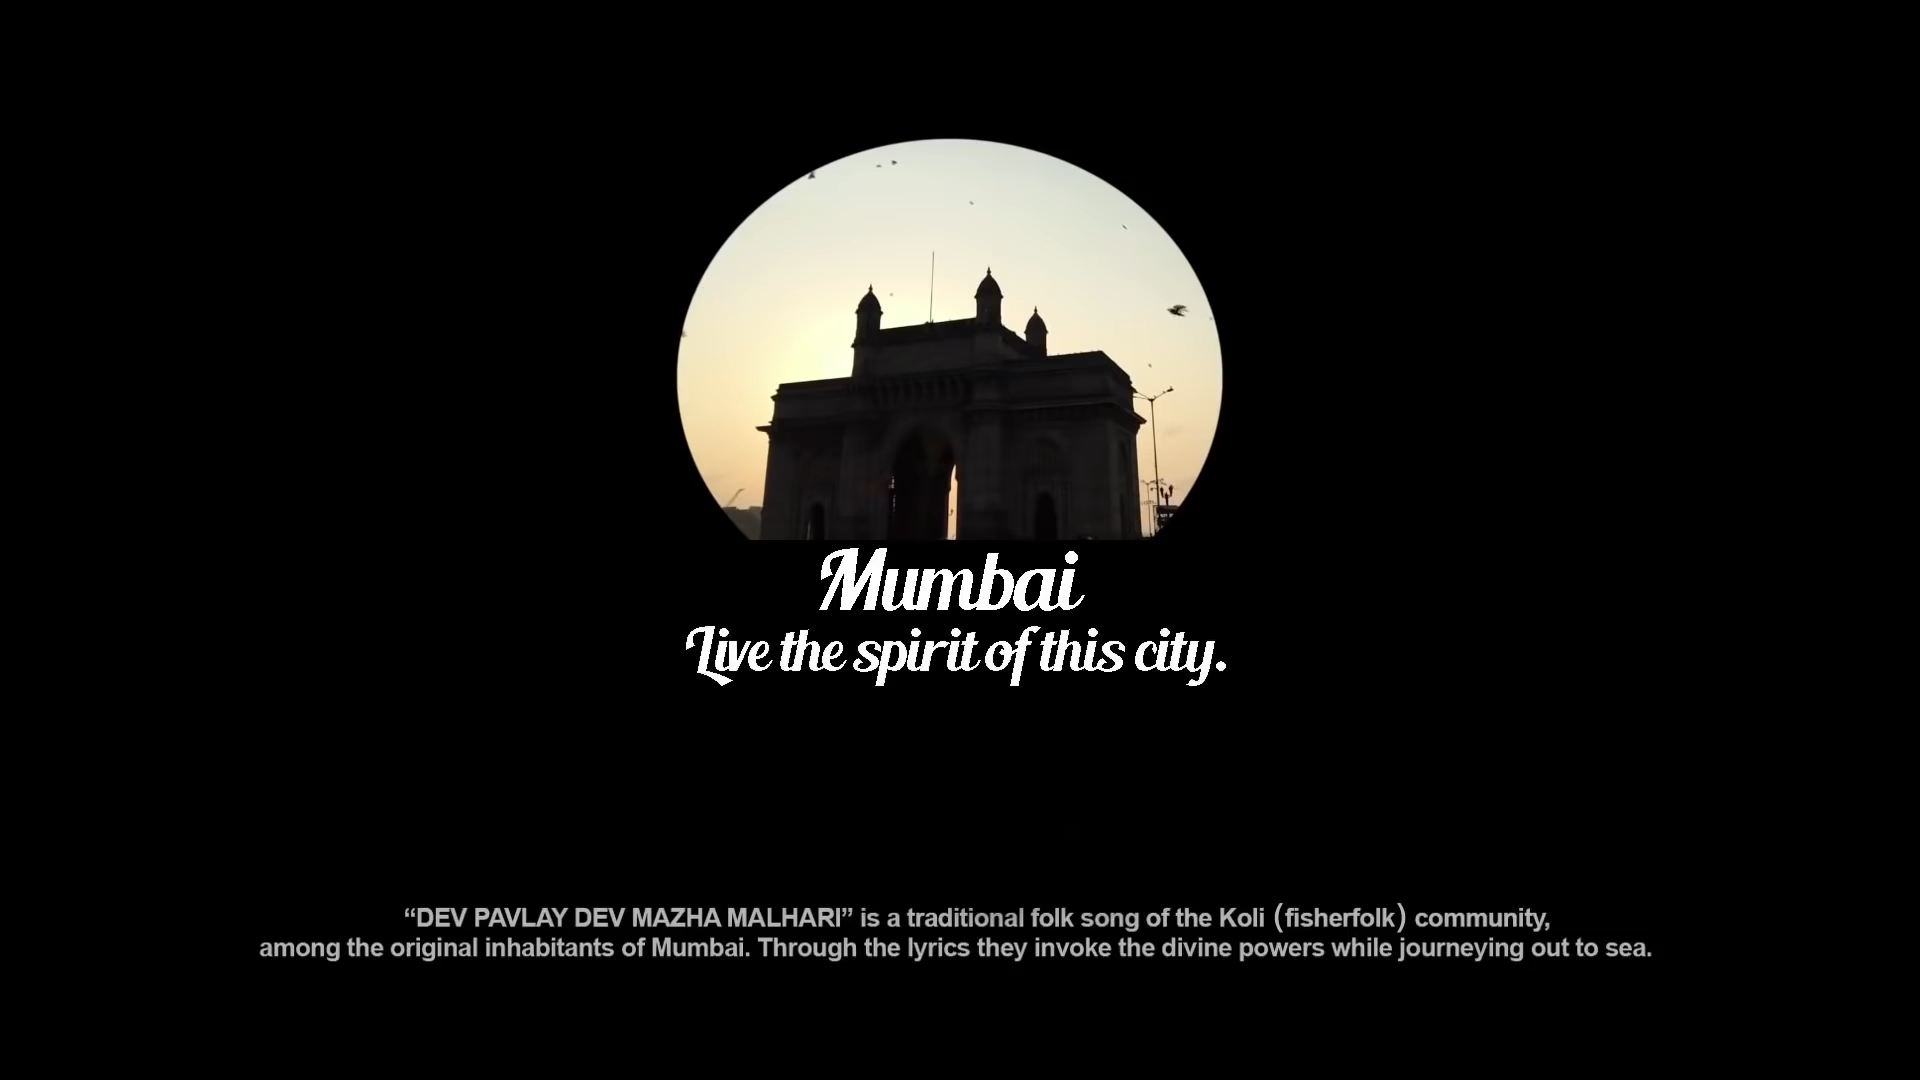 Mumbai
Live the spirit of this city.
“DEV PAVLAY DEV MAZHA MALHARI” is a traditional folk song of the Koli (fisherfolk) community,
among the original inhabitants of Mumbai. Through the lyrics they invoke the divine powers while journeying out to sea.